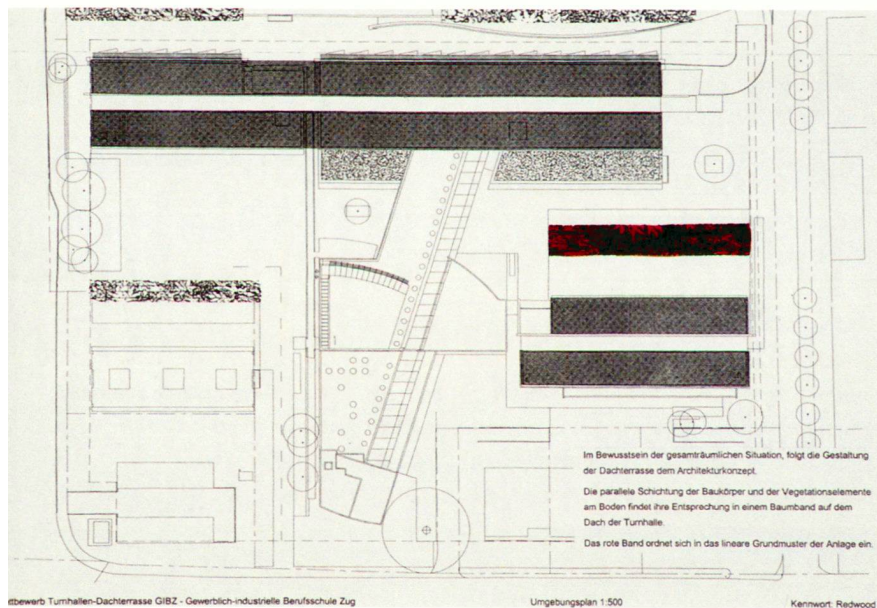 Im Bewusstsein der gesamträumlichen Situation, folgt die Gestaltung
der Dachterrasse dem Architekturkonzept.
Die parallele Schichtung der Baukörper und der Vegetationselemente
am Boden findet ihre Entsprechung in einem Baumband auf dem
Dach der Turnhalle.
Das rote Band ordnet sich in das lineare Grundmuster der Anlage ein.
ttbewerb Turnhallen-Dachterrasse GIBZ - Gewerblich-industrielle Berufsschule Zug
Umgebungsplan 1:500
Kennwort: Redwood